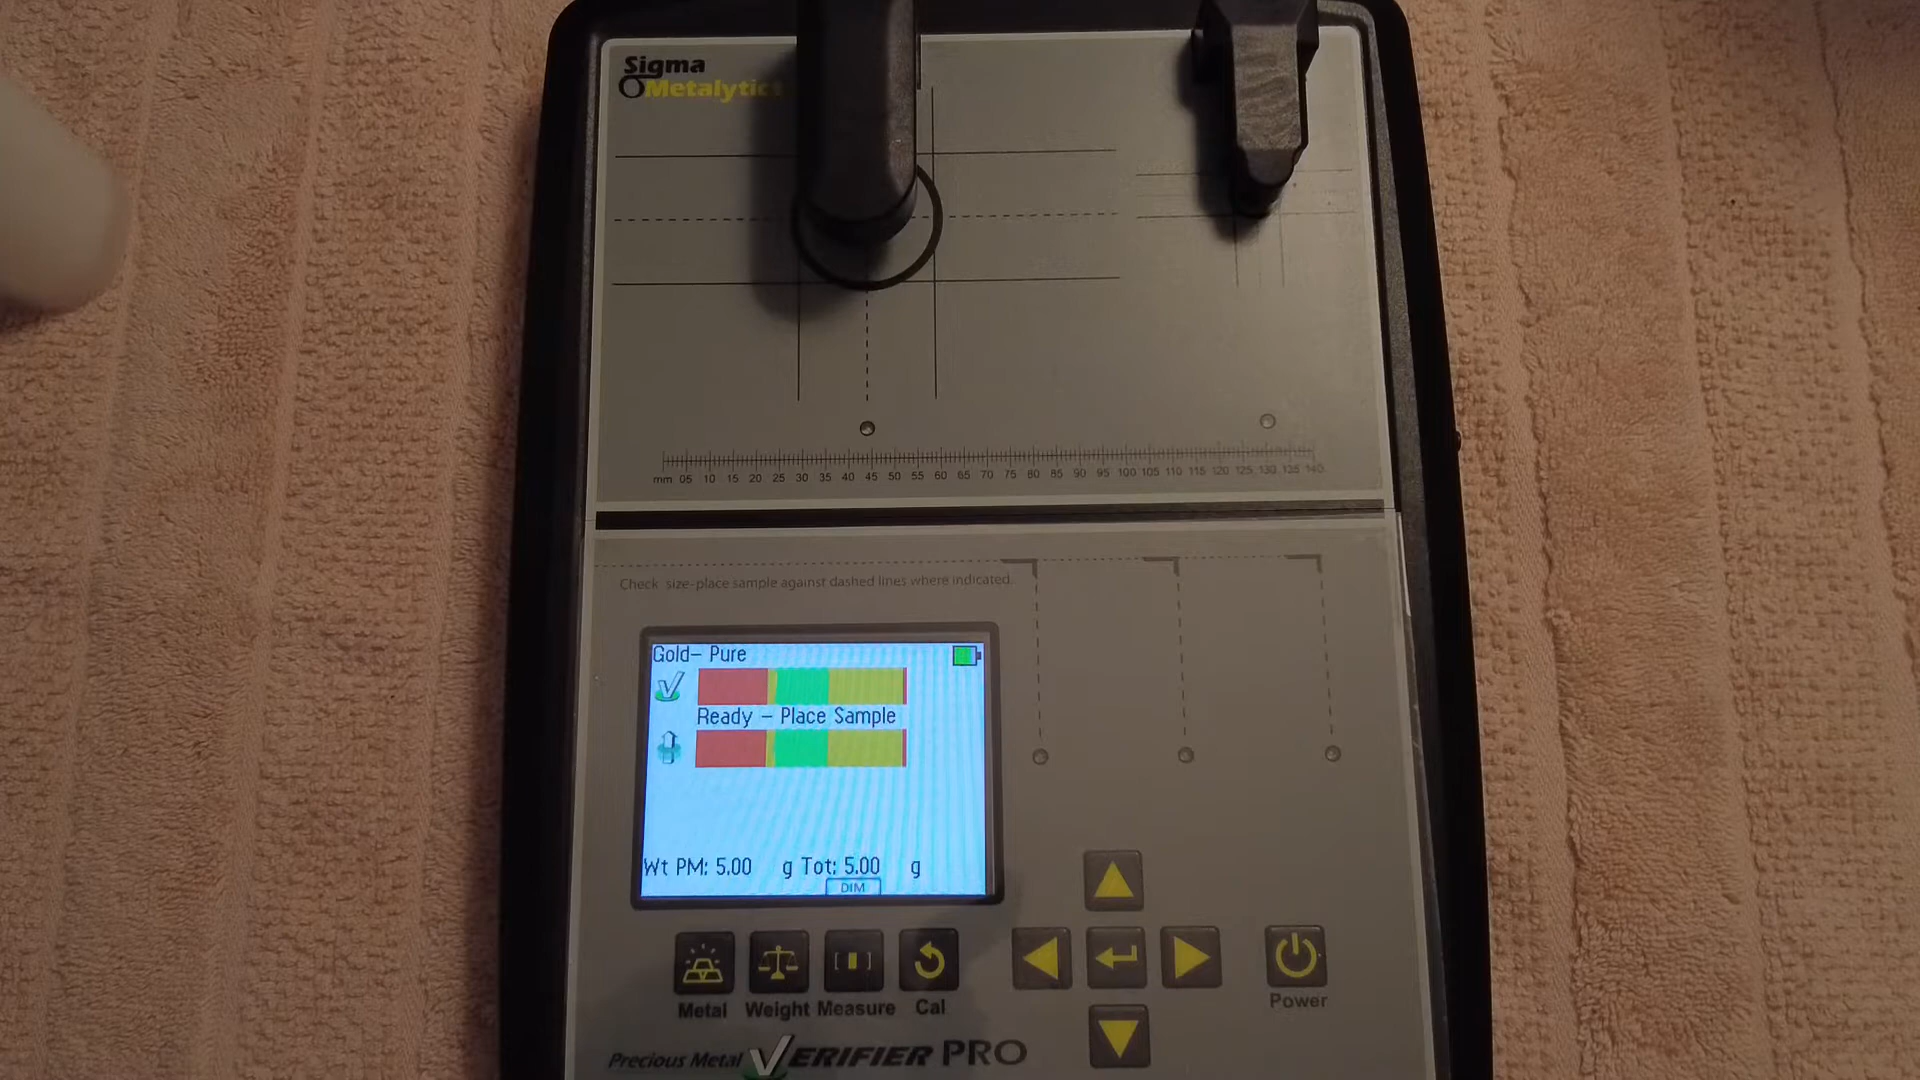 Sigma
Metalytics
mm 05 10 15 20 25 30 35 40 45 50 55 60 65 70 75 80 85 90 95 100 105 110 115 120 125 130 135 140
Check size-place sample against dashed lines where indicated.
Gold- Pure
Ready - Place Sample
Wt PM: 5.00 g Tot: 5.00 g
DIM
Metal Weight Measure Cal
Power
Precious Metal VERIFIER PRO